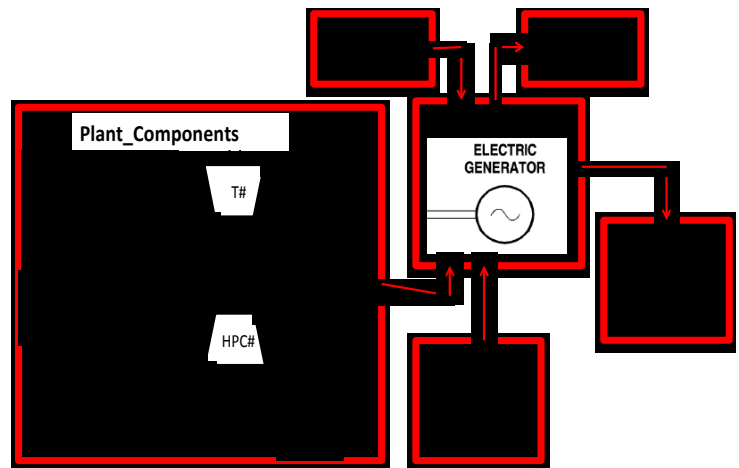 Plant_Components
T#
HPC#
ELECTRIC
GENERATOR